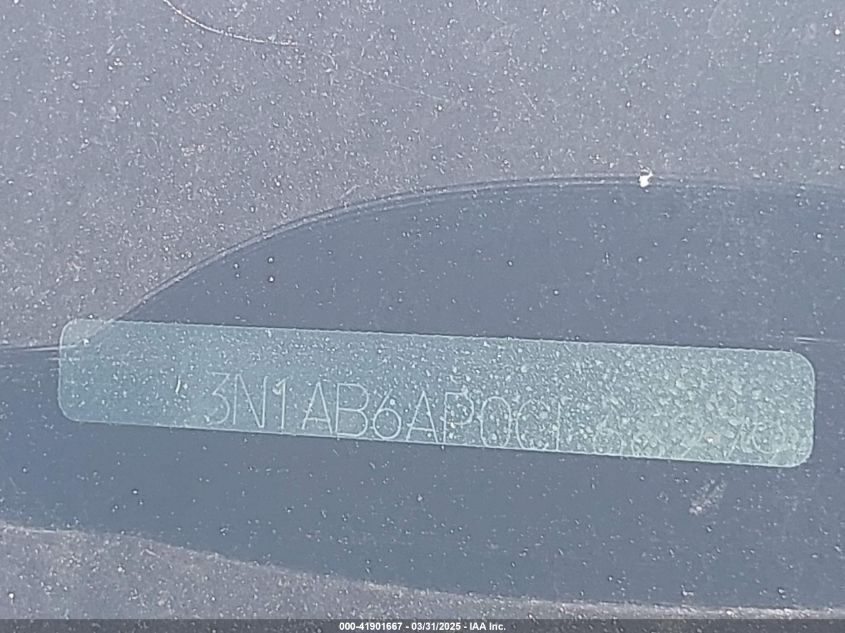 3N1AB6AP0C
000-41901667 - 03/31/2025 - IAA Inc.